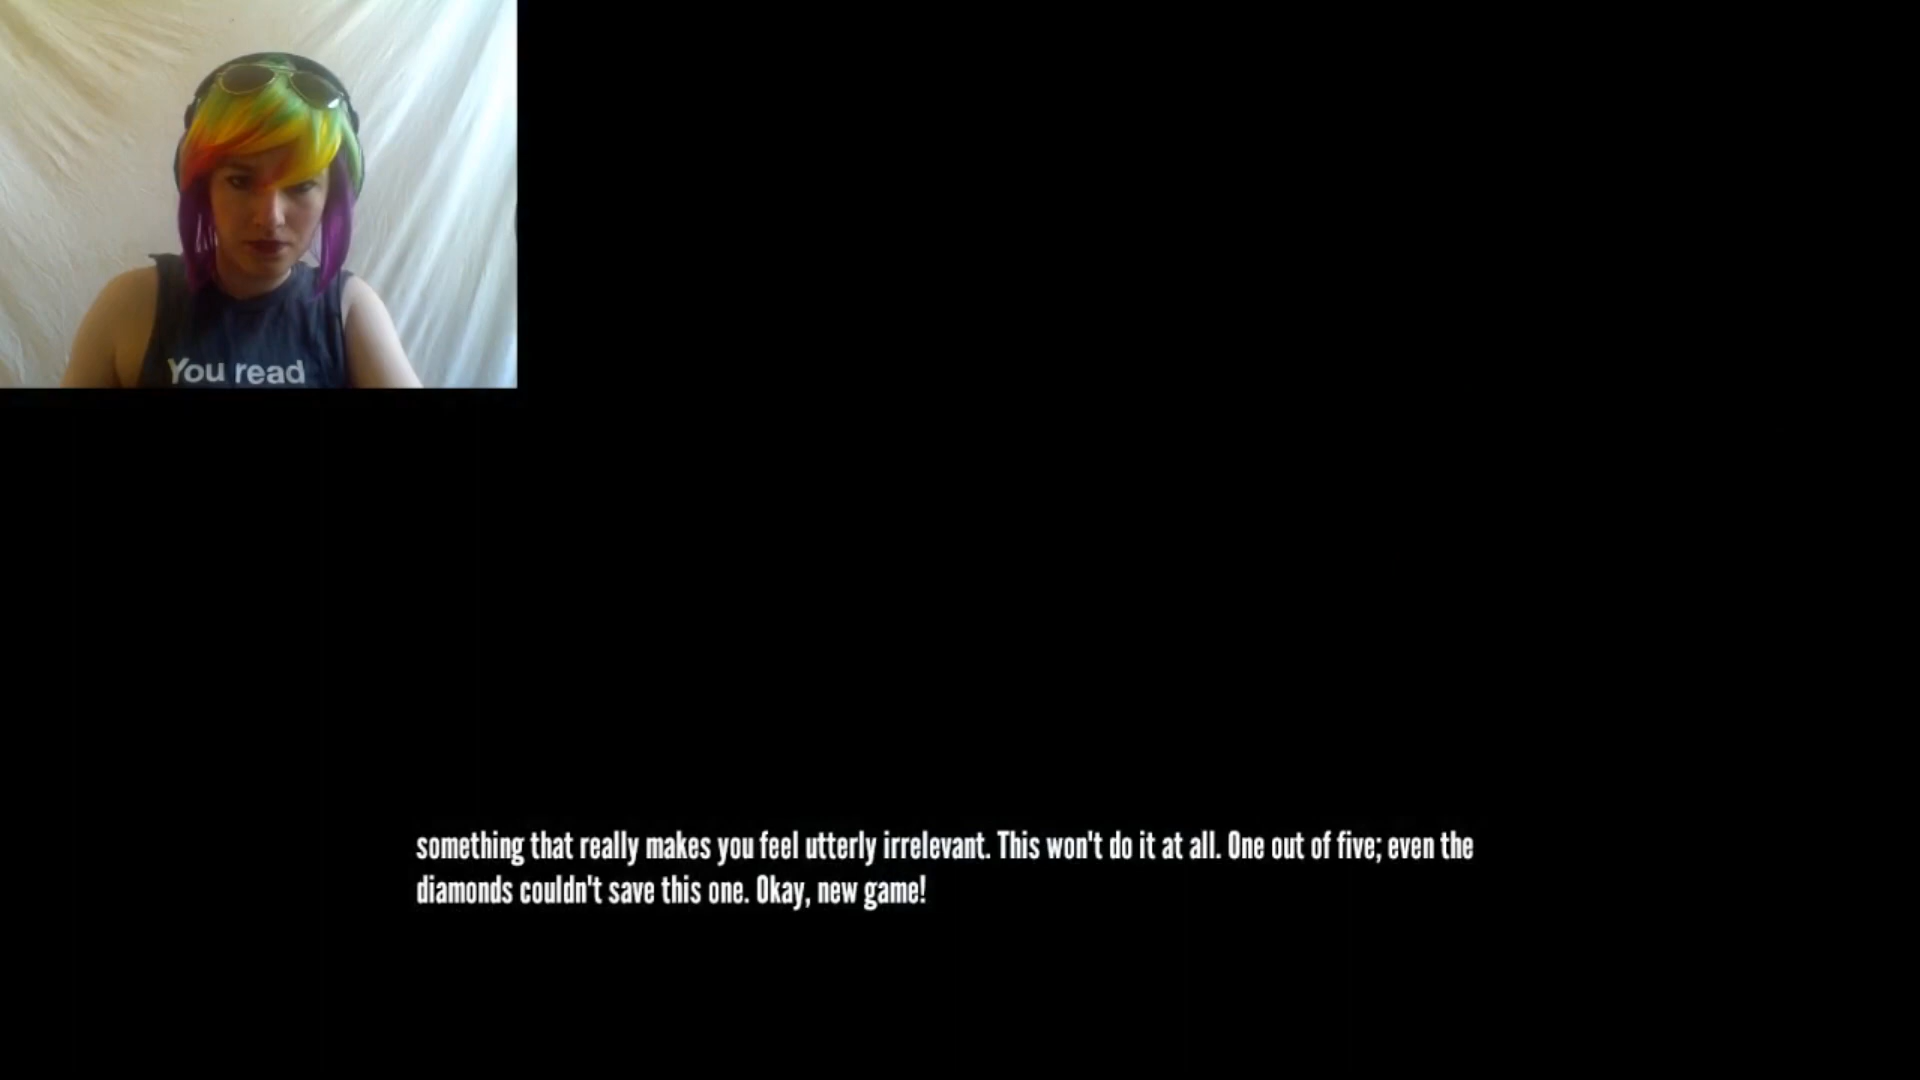 You read
something that really makes you feel utterly irrelevant. This won't do it at all. One out of five; even the
diamonds couldn't save this one. Okay, new game!